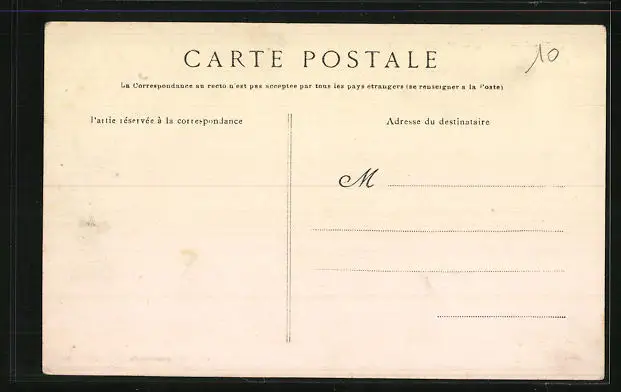 CARTE POSTALE
10
La Correspondance au recto n'est pas acceptée par tous les pays étrangers (se renseigner à la Poste)
Partie réservée à la correspondance
Adresse du destinataire
M